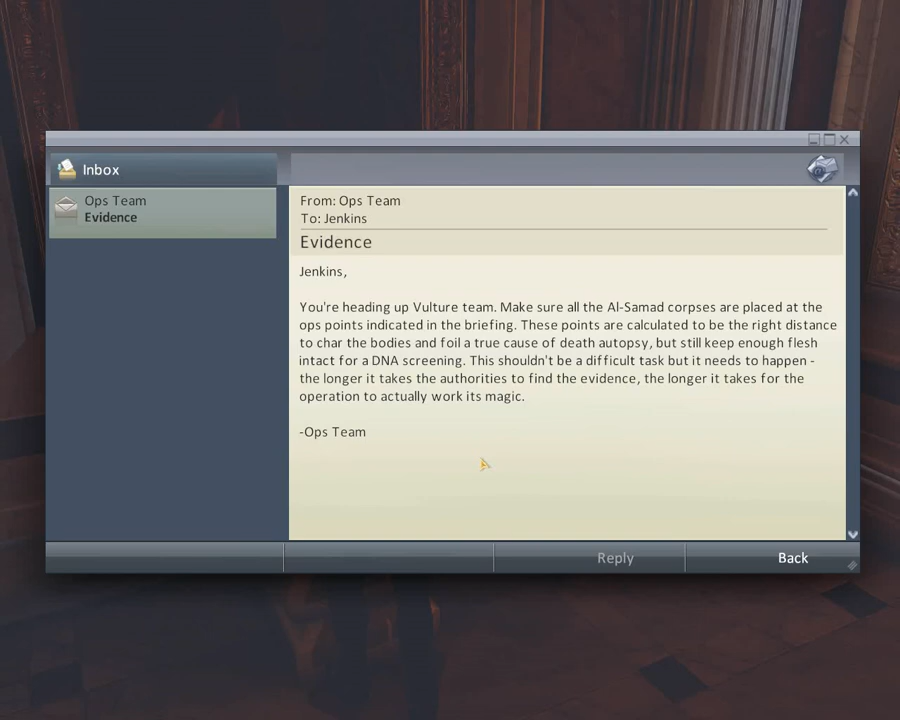 Inbox
Ops Team
Evidence
From: Ops Team
To: Jenkins
Evidence
Jenkins,
You're heading up Vulture team. Make sure all the Al-Samad corpses are placed at the
ops points indicated in the briefing. These points are calculated to be the right distance
to char the bodies and foil a true cause of death autopsy, but still keep enough flesh
intact for a DNA screening. This shouldn't be a difficult task but it needs to happen -
the longer it takes the authorities to find the evidence, the longer it takes for the
operation to actually work its magic.
-Ops Team
Reply
Back